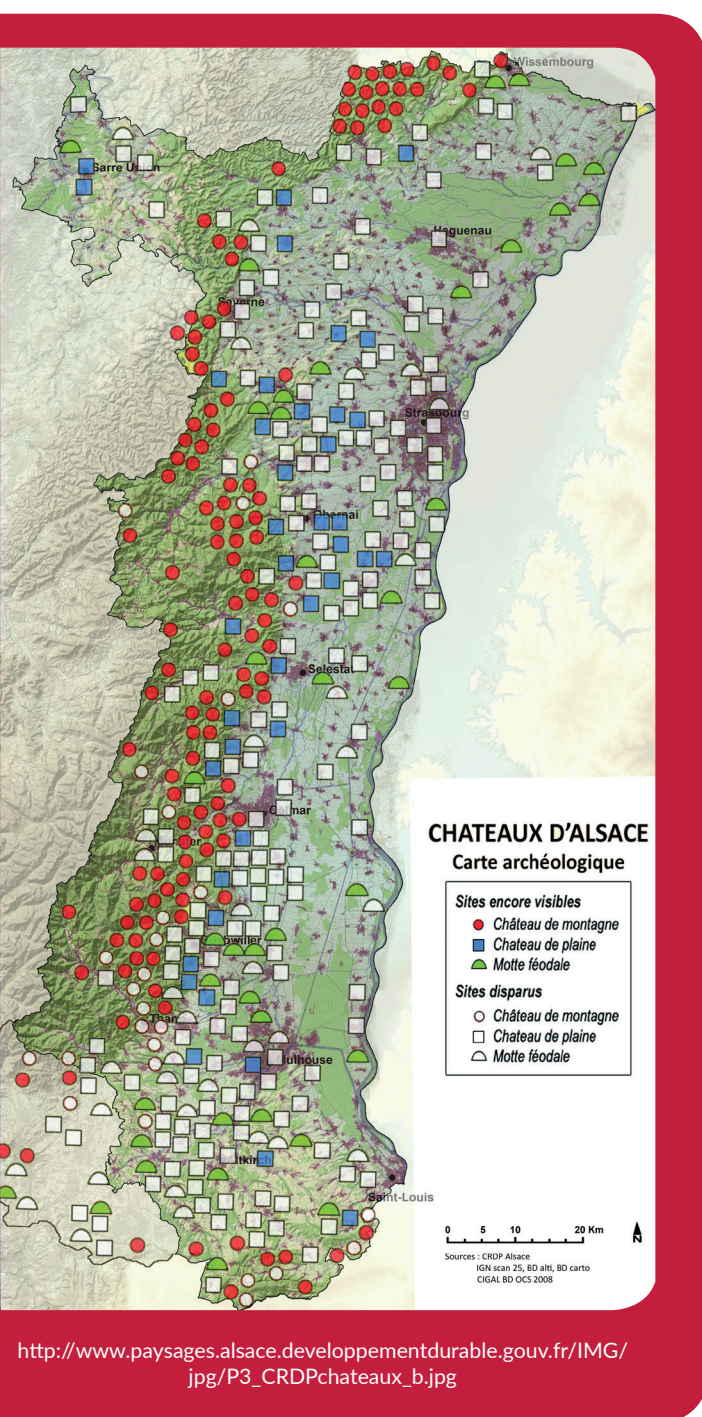 Wissembourg
Sarre Union
Haguenau
Saverne
Strasbourg
Obernai
Selestat
Colmar
Mulhouse
Altkirch
Saint-Louis
CHATEAUX D'ALSACE
Carte archéologique
Sites encore visibles
Château de montagne
Chateau de plaine
Motte féodale
Sites disparus
Château de montagne
Chateau de plaine
Motte féodale
0 5 10 20 Km
N
Sources : CRDP Alsace
IGN scan 25, BD alti, BD carto
CIGAL BD OCS 2008
http://www.paysages.alsace.developpementdurable.gouv.fr/IMG/
jpg/P3_CRDPchateaux_b.jpg